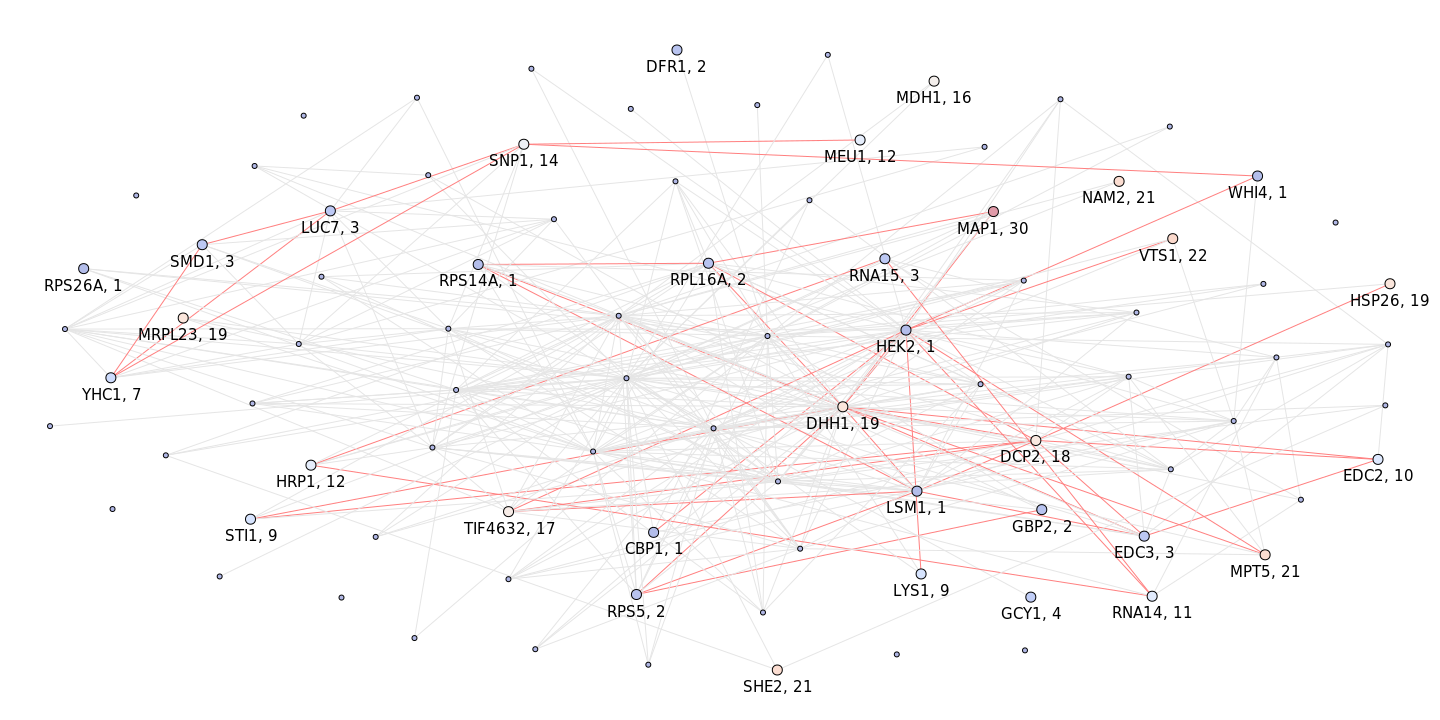 DFR1, 2
MDH1, 16
SNP1, 14
MEU1, 12
NAM2, 21
WHI4, 1
LUC7, 3
MAP1, 30
SMD1, 3
VTS1, 22
RPS26A, 1
RPS14A, 1
RPL16A, 2
RNA15, 3
HSP26, 19
MRPL23, 19
HEK2, 1
YHC1, 7
DHH1, 19
DCP2, 18
HRP1, 12
EDC2, 10
STI1, 9
TIF4632, 17
LSM1, 1
GBP2, 2
CBP1, 1
EDC3, 3
MPT5, 21
LYS1, 9
RPS5, 2
GCY1, 4
RNA14, 11
SHE2, 21